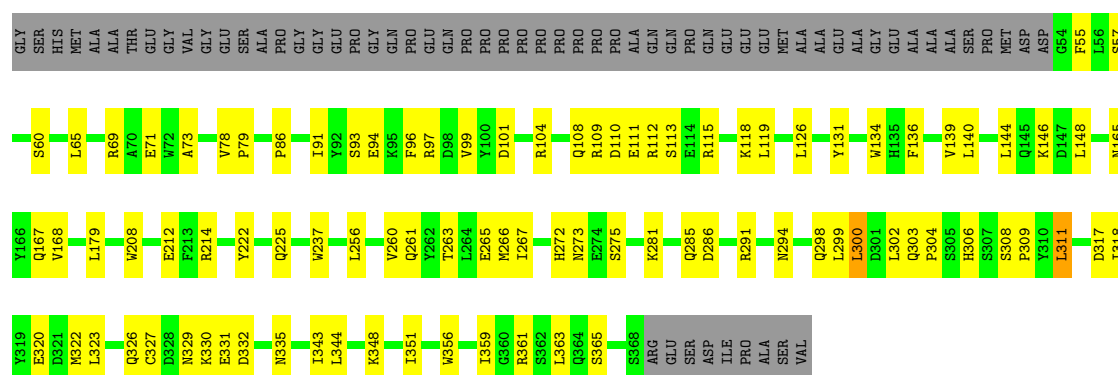 GLY SER HIS MET ALA ALA THR GLU GLY VAL GLY GLU SER ALA PRO GLY GLY GLU PRO GLY GLN PRO GLU GLN PRO PRO PRO PRO PRO PRO PRO PRO ALA GLN GLN PRO GLN GLU GLU GLU MET ALA ALA GLU ALA GLY GLU ALA ALA ALA SER PRO MET ASP ASP G54 F55 L56 S57
S60 L65 R69 A70 E71 W72 A73 V78 P79 P86 I91 Y92 S93 E94 K95 F96 R97 D98 V99 Y100 D101 R104 Q108 R109 D110 E111 R112 S113 E114 R115 K118 L119 L126 Y131 W134 H135 F136 V139 L140 L144 Q145 K146 D147 L148 N165
Y166 Q167 V168 L179 W208 E212 F213 R214 Y222 Q225 W237 L256 V260 Q261 Y262 T263 L264 E265 M266 I267 H272 N273 E274 S275 K281 Q285 D286 R291 N294 Q298 L299 L300 D301 L302 Q303 P304 S305 H306 S307 S308 P309 Y310 L311 D317 I318
Y319 E320 D321 M322 L323 Q326 C327 D328 N329 K330 E331 D332 N335 I343 L344 K348 I351 W356 I359 G360 R361 S362 L363 Q364 S365 S368 ARG GLU SER ASP ILE PRO ALA SER VAL